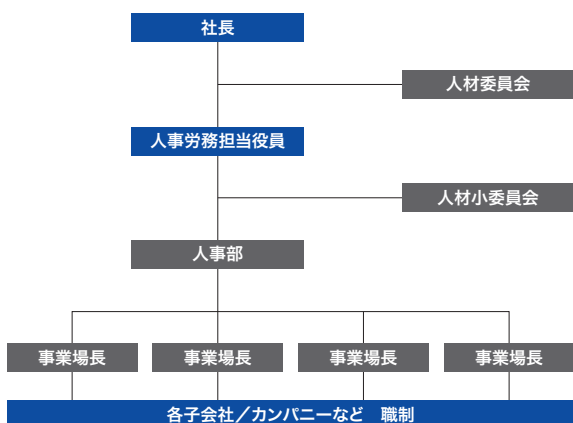 社長
人材委員会
人事労務担当役員
人材小委員会
人事部
事業場長
事業場長
事業場長
事業場長
各子会社／カンパニーなど　職制